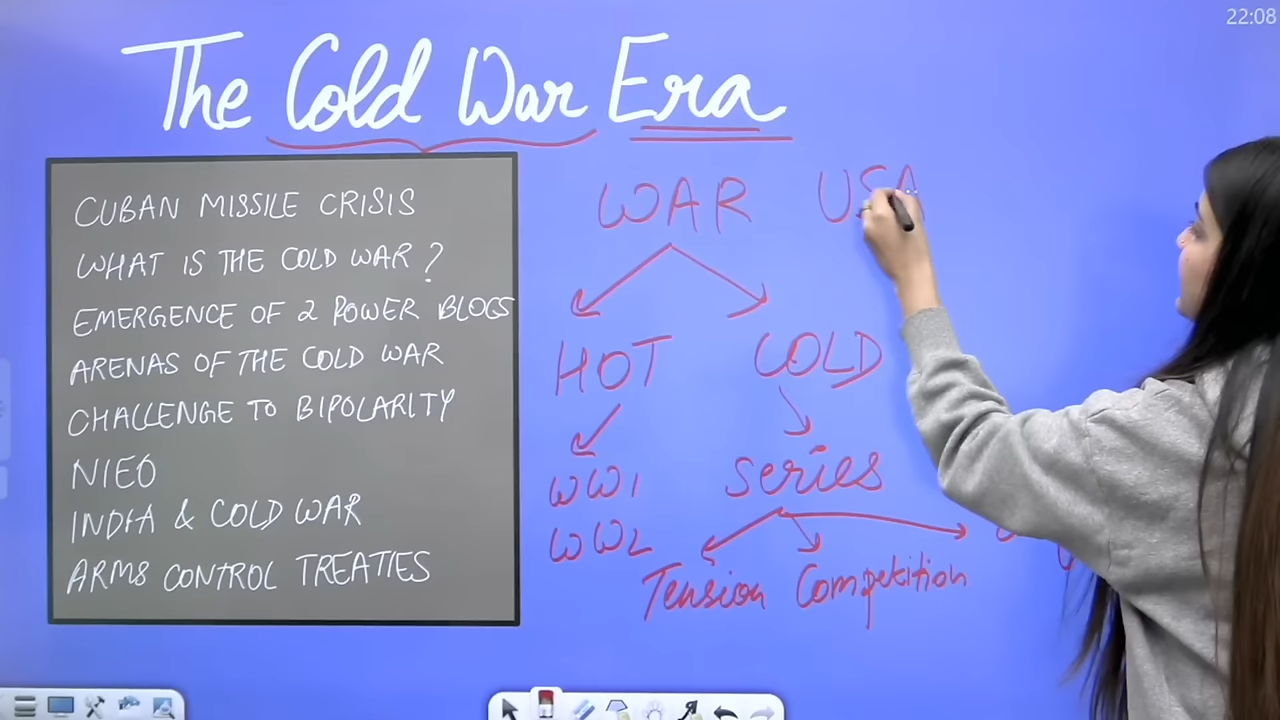 22:08
The Cold War Era
CUBAN MISSILE CRISIS
WHAT IS THE COLD WAR?
EMERGENCE OF 2 POWER BLOCS
ARENAS OF THE COLD WAR
CHALLENGE TO BIPOLARITY
NIEO
INDIA & COLD WAR
ARMS CONTROL TREATIES
WAR USA
HOT COLD
WW1 Series
WW2
Tension Competition